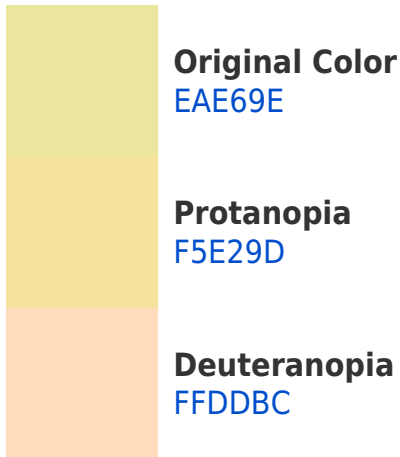 Original Color
EAE69E
Protanopia
F5E29D
Deuteranopia
FFDDBC